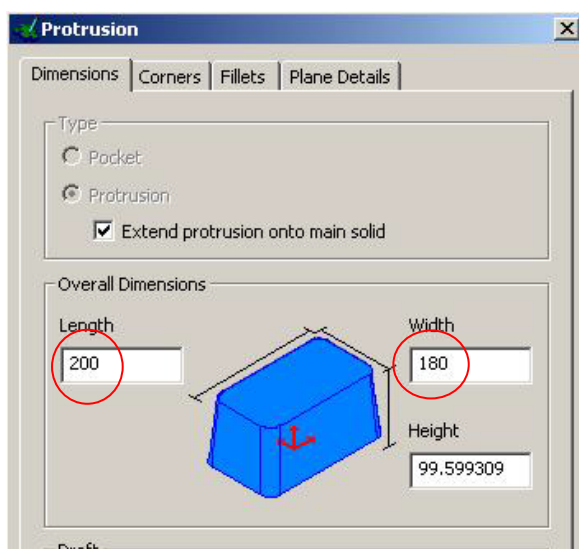 Protrusion
Dimensions Corners Fillets Plane Details
Type
Pocket
Protrusion
Extend protrusion onto main solid
Overall Dimensions
Length Width
200 180
Height
99.599309
Draft